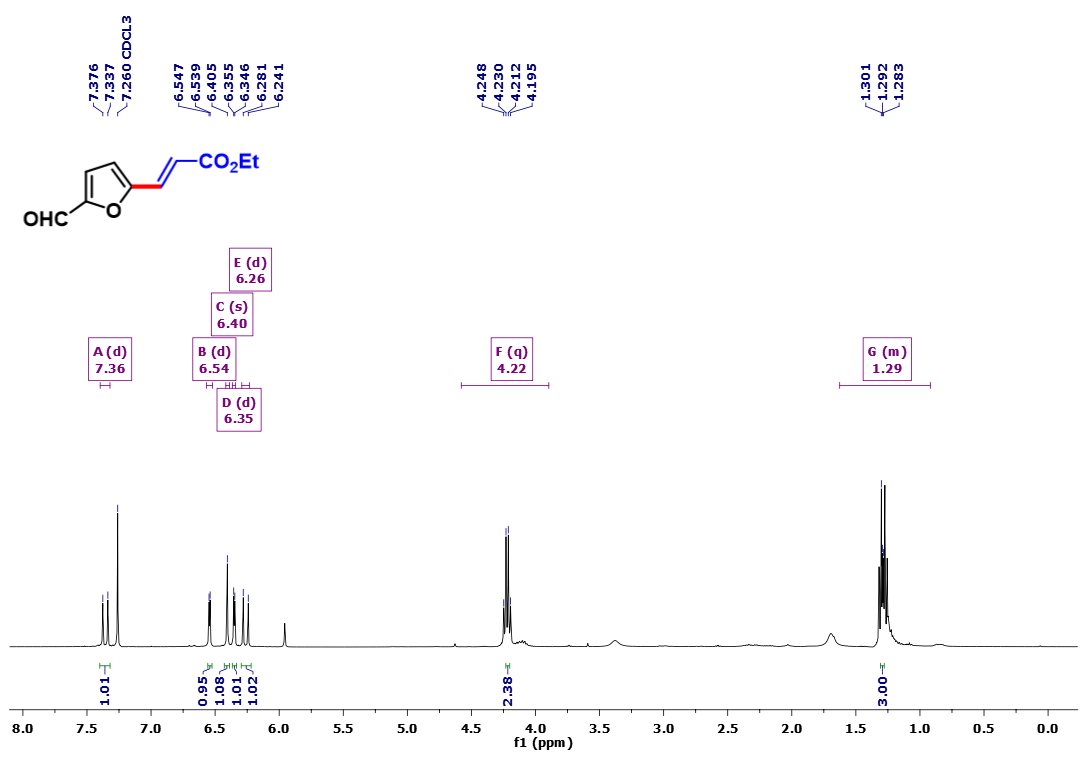 7.376
7.337
7.260 CDCL3
6.547
6.539
6.405
6.355
6.346
6.281
6.241
4.248
4.230
4.212
4.195
1.301
1.292
1.283
CO2Et
OHC
O
E (d)
6.26
C (s)
6.40
A (d)
7.36
B (d)
6.54
F (q)
4.22
G (m)
1.29
D (d)
6.35
1.01
0.95
1.08
1.01
1.02
2.38
3.00
8.0 7.5 7.0 6.5 6.0 5.5 5.0 4.5 4.0 3.5 3.0 2.5 2.0 1.5 1.0 0.5 0.0
f1 (ppm)